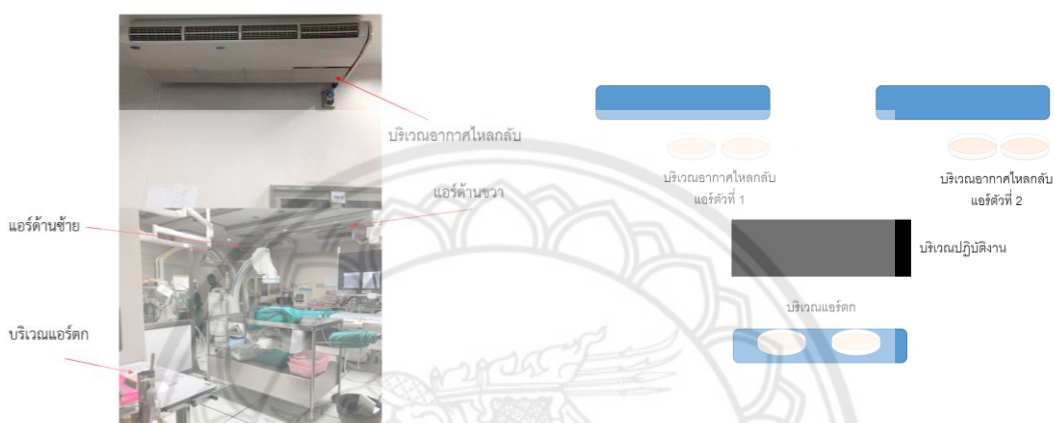 บริเวณอากาศไหลกลับ
แอร์ด้านขวา
แอร์ด้านซ้าย
บริเวณแอร์ตก
บริเวณอากาศไหลกลับ
แอร์ตัวที่ 1
บริเวณอากาศไหลกลับ
แอร์ตัวที่ 2
บริเวณปฏิบัติงาน
บริเวณแอร์ตก